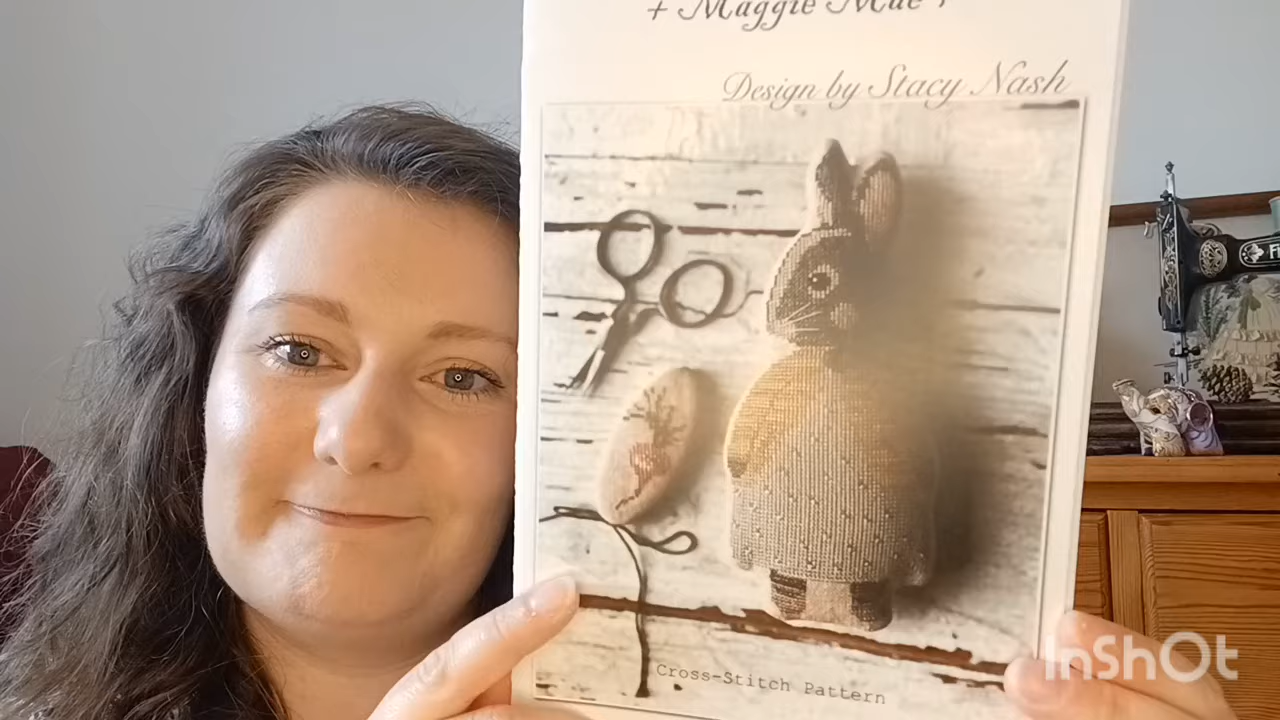 + Maggie Mae +
Design by Stacy Nash
Cross-Stitch Pattern
InShOt